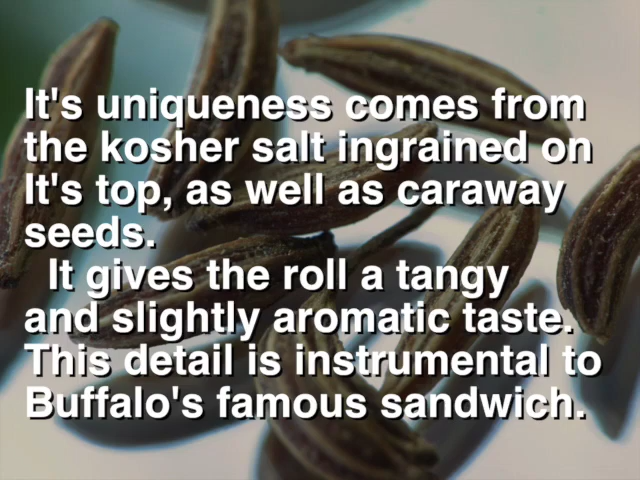 It's uniqueness comes from
the kosher salt ingrained on
It's top, as well as caraway
seeds.
It gives the roll a tangy
and slightly aromatic taste.
This detail is instrumental to
Buffalo's famous sandwich.